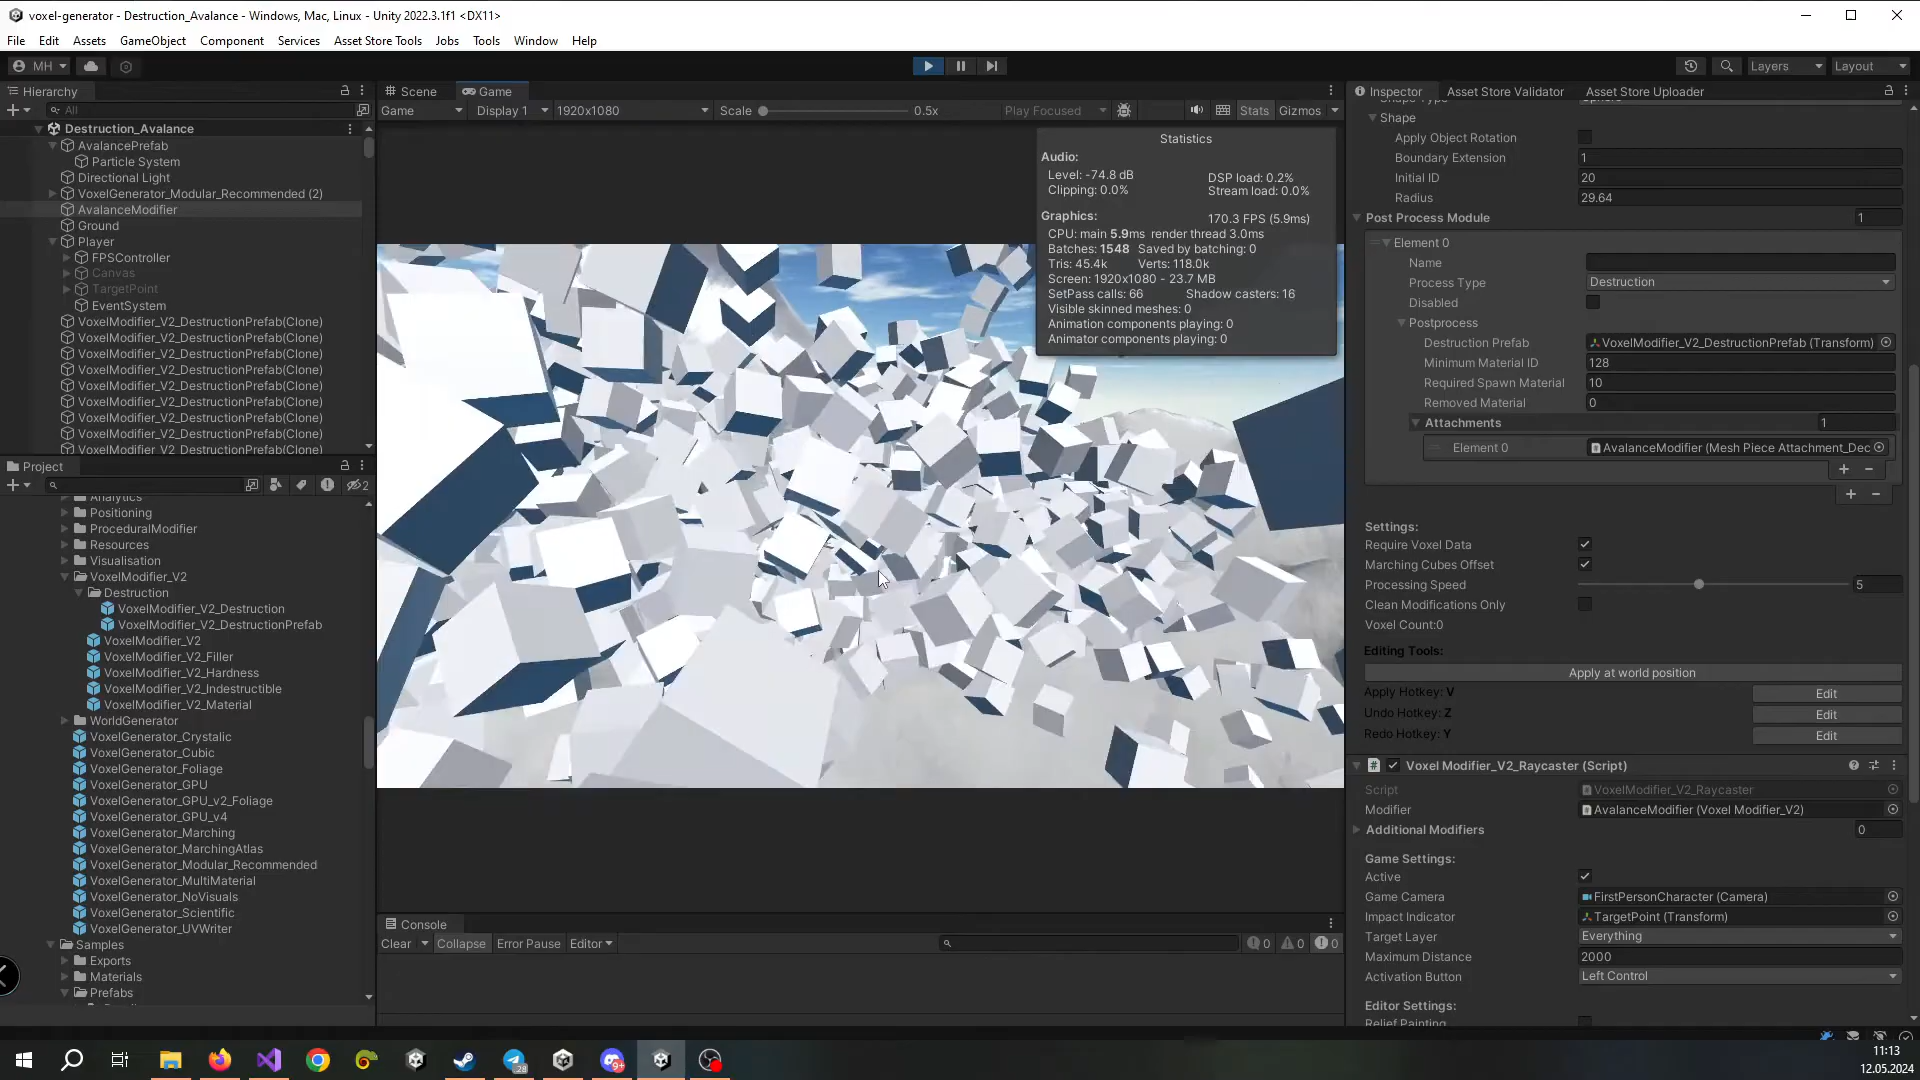 voxel-generator - Destruction_Avalance - Windows, Mac, Linux - Unity 2022.3.1f1 <DX11>
File Edit Assets GameObject Component Services Asset Store Tools Jobs Tools Window Help
MH
Layers Layout
Hierarchy
All
Destruction_Avalance
AvalancePrefab
Particle System
Directional Light
VoxelGenerator_Modular_Recommended (2)
AvalanceModifier
Ground
Player
FPSController
Canvas
TargetPoint
EventSystem
VoxelModifier_V2_DestructionPrefab(Clone)
VoxelModifier_V2_DestructionPrefab(Clone)
VoxelModifier_V2_DestructionPrefab(Clone)
VoxelModifier_V2_DestructionPrefab(Clone)
VoxelModifier_V2_DestructionPrefab(Clone)
VoxelModifier_V2_DestructionPrefab(Clone)
VoxelModifier_V2_DestructionPrefab(Clone)
VoxelModifier_V2_DestructionPrefab(Clone)
VoxelModifier_V2_DestructionPrefab(Clone)
Project
2
Analytics
Positioning
ProceduralModifier
Resources
Visualisation
VoxelModifier_V2
Destruction
VoxelModifier_V2_Destruction
VoxelModifier_V2_DestructionPrefab
VoxelModifier_V2
VoxelModifier_V2_Filler
VoxelModifier_V2_Hardness
VoxelModifier_V2_Indestructible
VoxelModifier_V2_Material
WorldGenerator
VoxelGenerator_Crystalic
VoxelGenerator_Cubic
VoxelGenerator_Foliage
VoxelGenerator_GPU
VoxelGenerator_GPU_v2_Foliage
VoxelGenerator_GPU_v4
VoxelGenerator_Marching
VoxelGenerator_MarchingAtlas
VoxelGenerator_Modular_Recommended
VoxelGenerator_MultiMaterial
VoxelGenerator_NoVisuals
VoxelGenerator_Scientific
VoxelGenerator_UVWriter
Samples
Exports
Materials
Prefabs
Scene Game
Game Display 1 1920x1080 Scale 0.5x Play Focused Stats Gizmos
Statistics
Audio:
Level: -74.8 dB DSP load: 0.2%
Clipping: 0.0% Stream load: 0.0%
Graphics: 170.3 FPS (5.9ms)
CPU: main 5.9ms render thread 3.0ms
Batches: 1548 Saved by batching: 0
Tris: 45.4k Verts: 118.0k
Screen: 1920x1080 - 23.7 MB
SetPass calls: 66 Shadow casters: 16
Visible skinned meshes: 0
Animation components playing: 0
Animator components playing: 0
Console
Clear Collapse Error Pause Editor 0 0 0
Inspector Asset Store Validator Asset Store Uploader
Shape
Apply Object Rotation
Boundary Extension 1
Initial ID 20
Radius 29.64
Post Process Module 1
Element 0
Name
Process Type Destruction
Disabled
Postprocess
Destruction Prefab VoxelModifier_V2_DestructionPrefab (Transform)
Minimum Material ID 128
Required Spawn Material 10
Removed Material 0
Attachments 1
Element 0 AvalanceModifier (Mesh Piece Attachment_Dec
Settings:
Require Voxel Data
Marching Cubes Offset
Processing Speed 5
Clean Modifications Only
Voxel Count:0
Editing Tools:
Apply at world position
Apply Hotkey: V Edit
Undo Hotkey: Z Edit
Redo Hotkey: Y Edit
Voxel Modifier_V2_Raycaster (Script)
Script VoxelModifier_V2_Raycaster
Modifier AvalanceModifier (Voxel Modifier_V2)
Additional Modifiers 0
Game Settings:
Active
Game Camera FirstPersonCharacter (Camera)
Impact Indicator TargetPoint (Transform)
Target Layer Everything
Maximum Distance 2000
Activation Button Left Control
Editor Settings:
Relief Painting
28
9+
11:13
12.05.2024